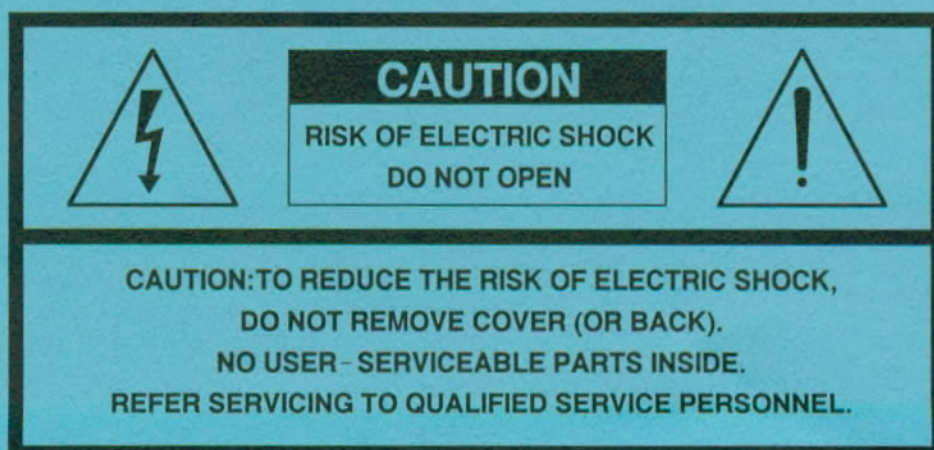 CAUTION
RISK OF ELECTRIC SHOCK
DO NOT OPEN
CAUTION:TO REDUCE THE RISK OF ELECTRIC SHOCK,
DO NOT REMOVE COVER (OR BACK).
NO USER-SERVICEABLE PARTS INSIDE.
REFER SERVICING TO QUALIFIED SERVICE PERSONNEL.